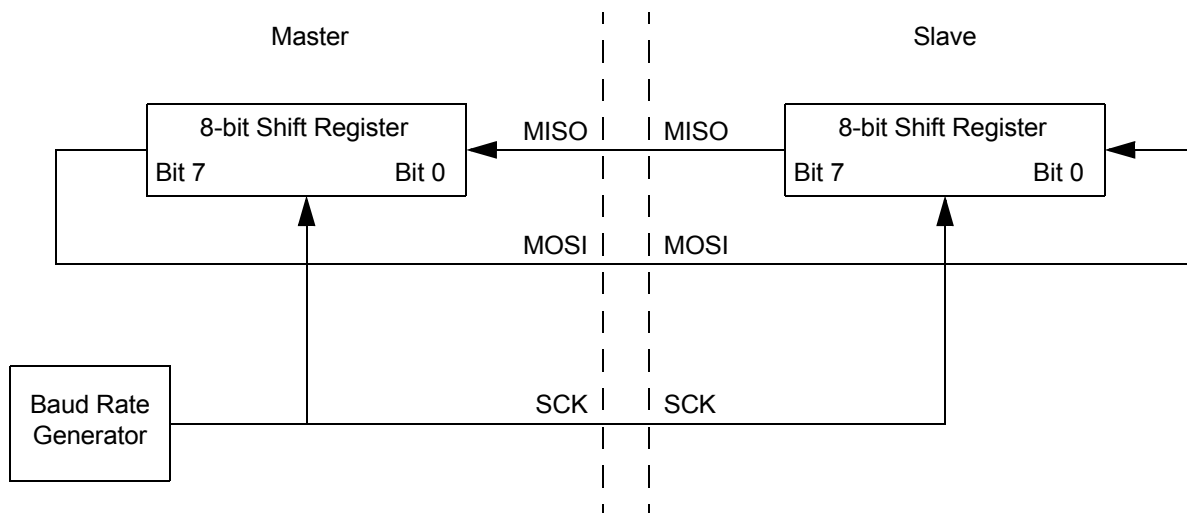 Master
Slave
8-bit Shift Register
Bit 7
Bit 0
MISO
MISO
8-bit Shift Register
Bit 7
Bit 0
MOSI
MOSI
Baud Rate
Generator
SCK
SCK